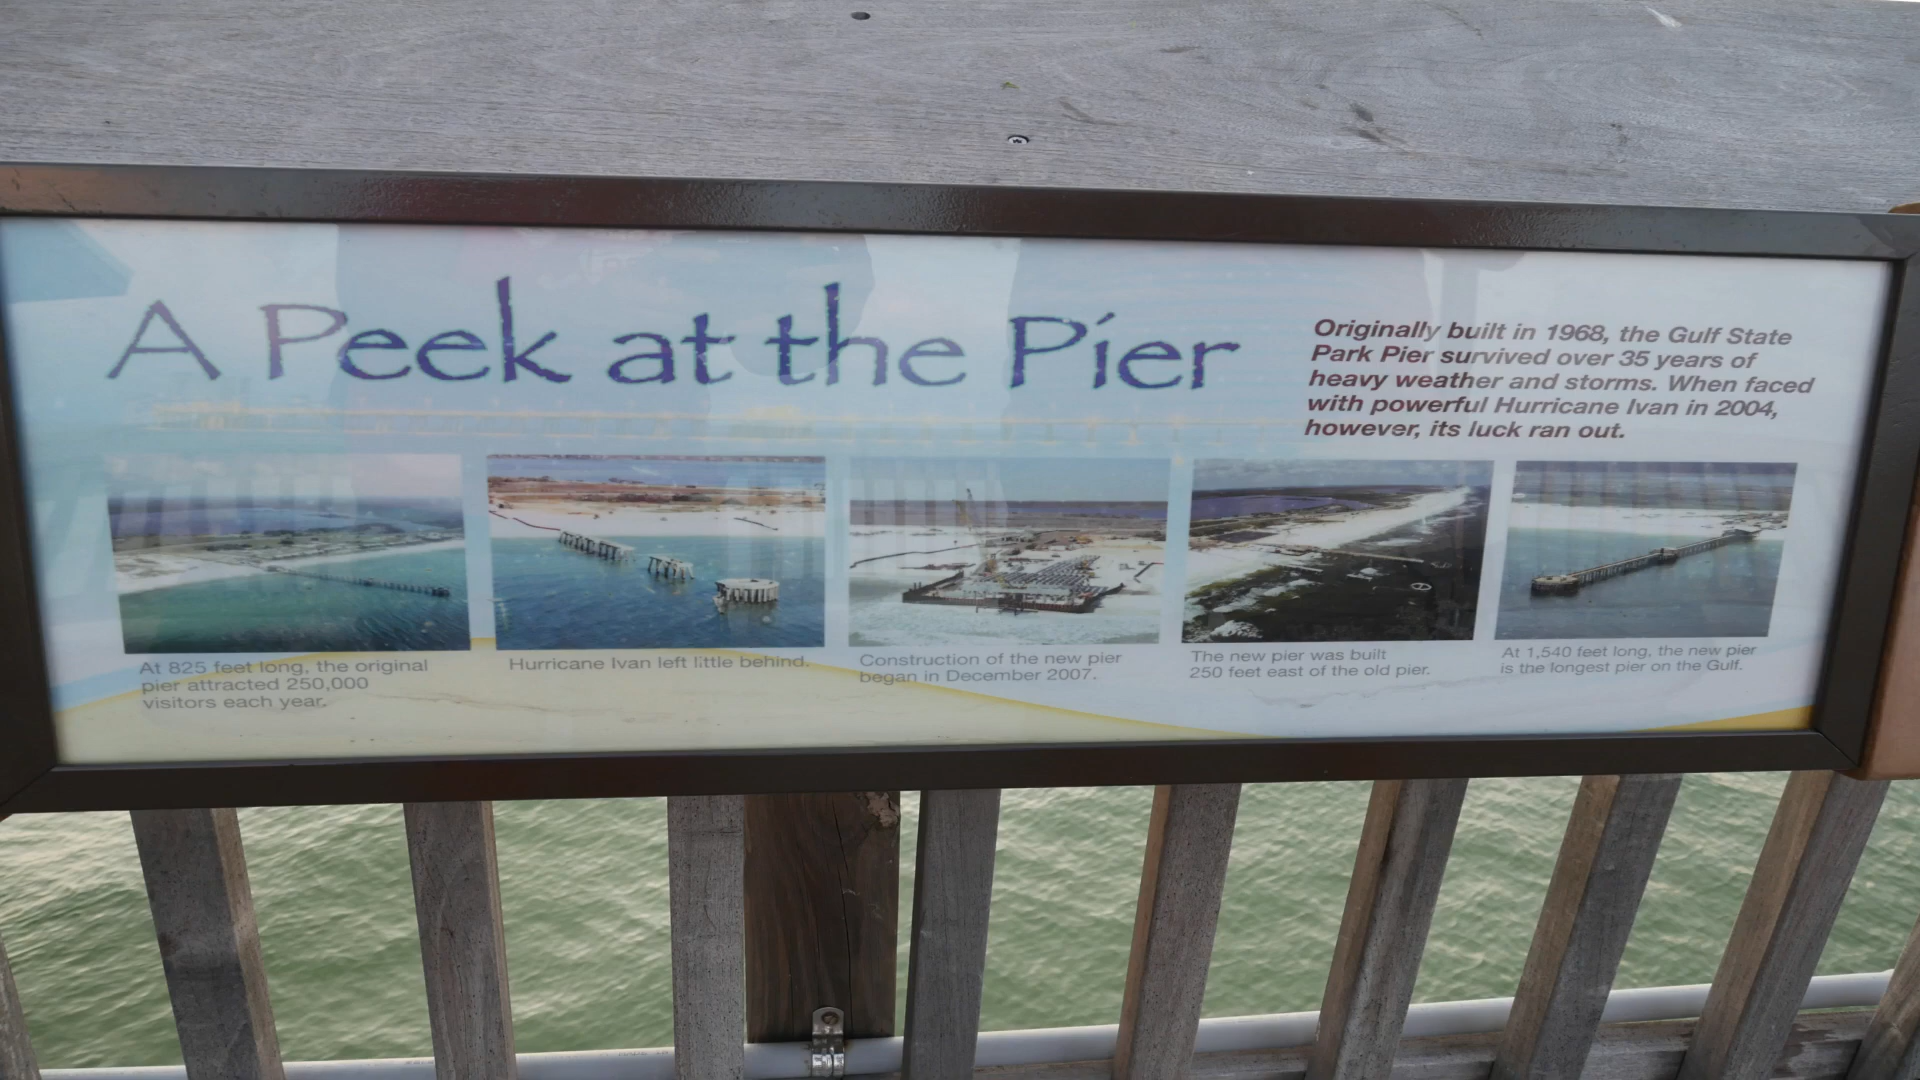 A Peek at the Pier
Originally built in 1968, the Gulf State
Park Pier survived over 35 years of
heavy weather and storms. When faced
with powerful Hurricane Ivan in 2004,
however, its luck ran out.
At 825 feet long, the original
pier attracted 250,000
visitors each year.
Hurricane Ivan left little behind.
Construction of the new pier
began in December 2007.
The new pier was built
250 feet east of the old pier.
At 1,540 feet long, the new pier
is the longest pier on the Gulf.